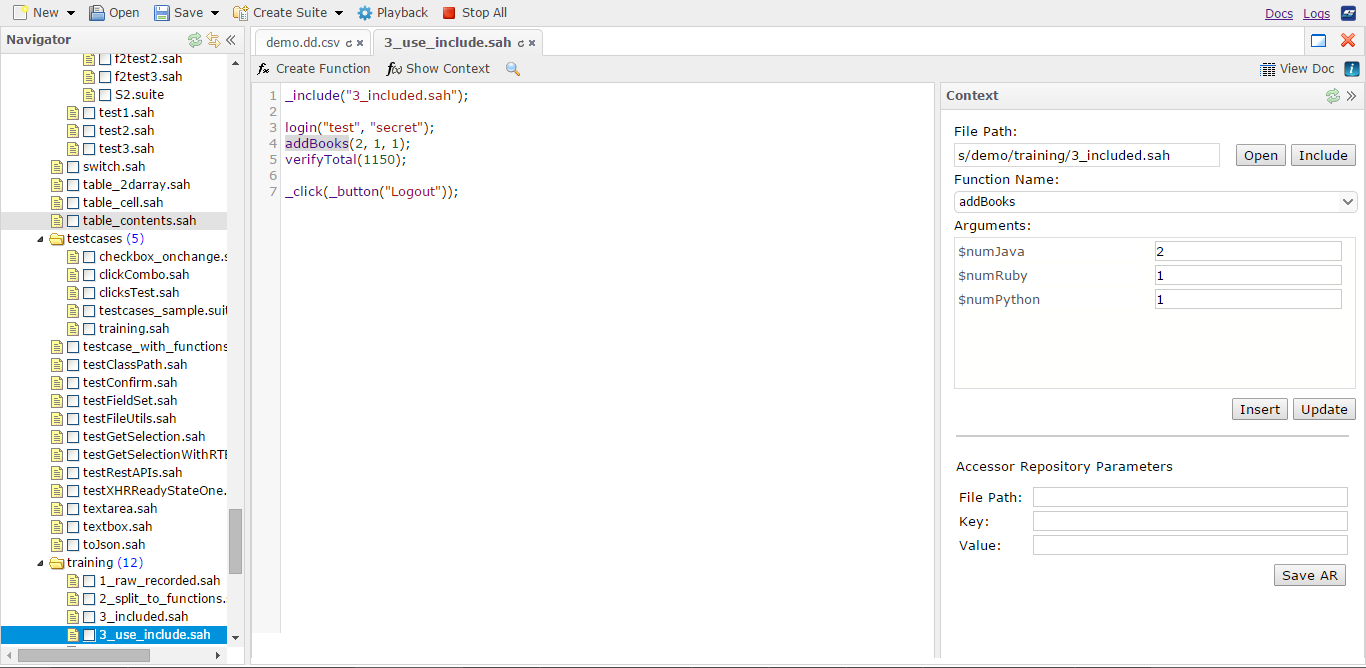 New Open Save Create Suite Playback Stop All Docs Logs
Navigator
f2test2.sah
f2test3.sah
S2.suite
test1.sah
test2.sah
test3.sah
switch.sah
table_2darray.sah
table_cell.sah
table_contents.sah
testcases (5)
checkbox_onchange.s
clickCombo.sah
clicksTest.sah
testcases_sample.suit
training.sah
testcase_with_functions
testClassPath.sah
testConfirm.sah
testFieldSet.sah
testFileUtils.sah
testGetSelection.sah
testGetSelectionWithRTE
testRestAPIs.sah
testXHRReadyStateOne.
textarea.sah
textbox.sah
toJson.sah
training (12)
1_raw_recorded.sah
2_split_to_functions.s
3_included.sah
3_use_include.sah
demo.dd.csv 3_use_include.sah
Create Function Show Context View Doc
1 _include("3_included.sah");
2
3 login("test", "secret");
4 addBooks(2, 1, 1);
5 verifyTotal(1150);
6
7 _click(_button("Logout"));
Context
File Path:
s/demo/training/3_included.sah Open Include
Function Name:
addBooks
Arguments:
$numJava 2
$numRuby 1
$numPython 1
Insert Update
Accessor Repository Parameters
File Path:
Key:
Value:
Save AR